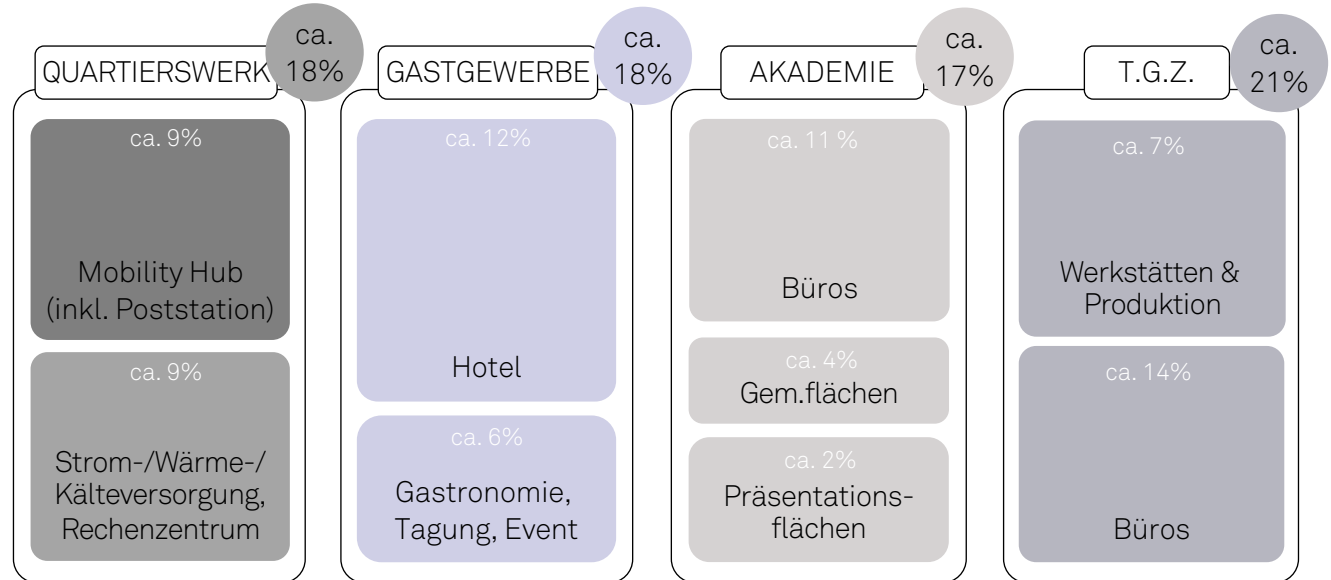 QUARTIERSWERK
ca.
18%
ca. 9%
Mobility Hub
(inkl. Poststation)
ca. 9%
Strom-/Wärme-/
Kälteversorgung,
Rechenzentrum
GASTGEWERBE
ca.
18%
ca. 12%
Hotel
ca. 6%
Gastronomie,
Tagung, Event
AKADEMIE
ca.
17%
ca. 11 %
Büros
ca. 4%
Gem.flächen
ca. 2%
Präsentations-
flächen
T.G.Z.
ca.
21%
ca. 7%
Werkstätten &
Produktion
ca. 14%
Büros